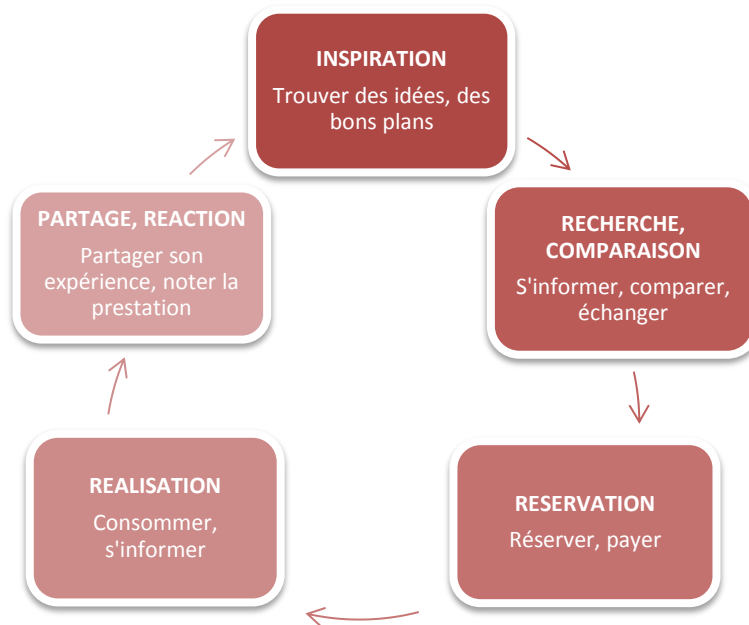 INSPIRATION
Trouver des idées, des
bons plans
RECHERCHE,
COMPARAISON
S'informer, comparer,
échanger
RESERVATION
Réserver, payer
REALISATION
Consommer,
s'informer
PARTAGE, REACTION
Partager son
expérience, noter la
prestation